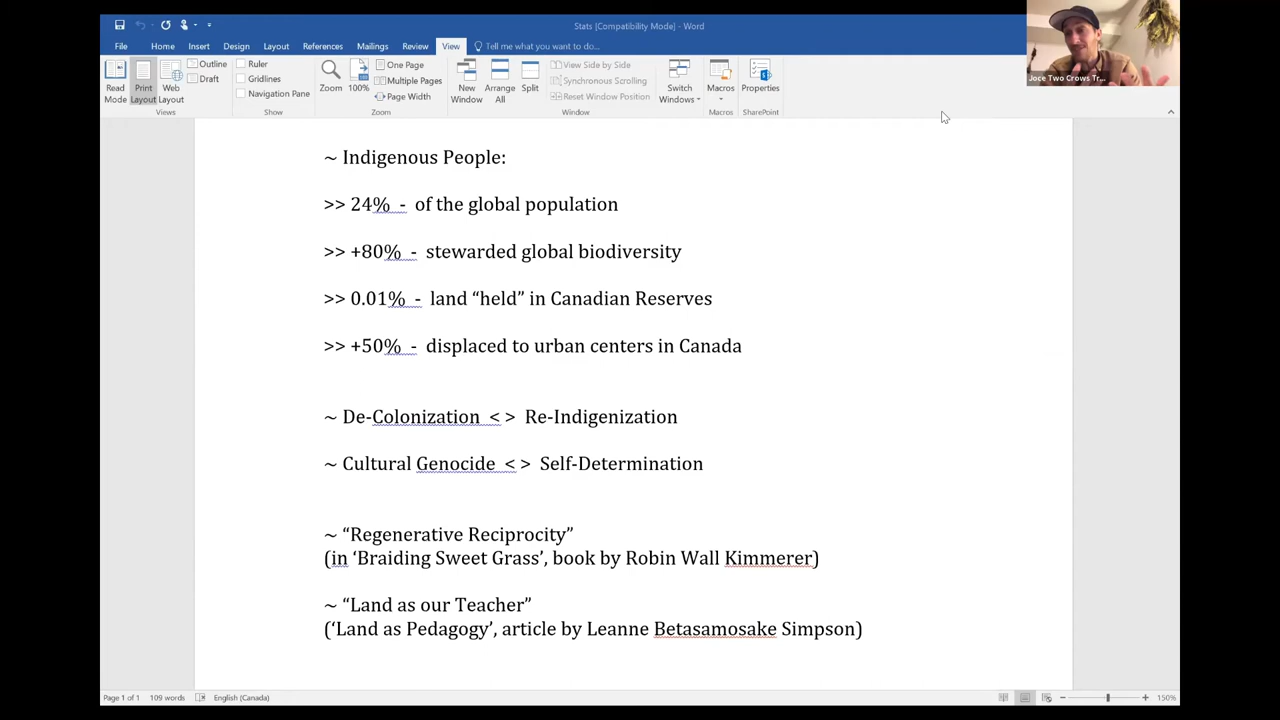 Stats [Compatibility Mode] - Word
File Home Insert Design Layout References Mailings Review View Tell me what you want to do...
Read Mode
Print Layout
Web Layout
Outline
Draft
Views
Ruler
Gridlines
Navigation Pane
Show
Zoom
100%
One Page
Multiple Pages
Page Width
Zoom
New Window
Arrange All
Split
View Side by Side
Synchronous Scrolling
Reset Window Position
Window
Switch Windows
Macros
Macros
Properties
SharePoint
Joce Two Crows Tr...
~ Indigenous People:
>> 24% - of the global population
>> +80% - stewarded global biodiversity
>> 0.01% - land “held” in Canadian Reserves
>> +50% - displaced to urban centers in Canada
~ De-Colonization < > Re-Indigenization
~ Cultural Genocide < > Self-Determination
~ “Regenerative Reciprocity”
(in ‘Braiding Sweet Grass’, book by Robin Wall Kimmerer)
~ “Land as our Teacher”
(‘Land as Pedagogy’, article by Leanne Betasamosake Simpson)
Page 1 of 1 109 words English (Canada) 150%